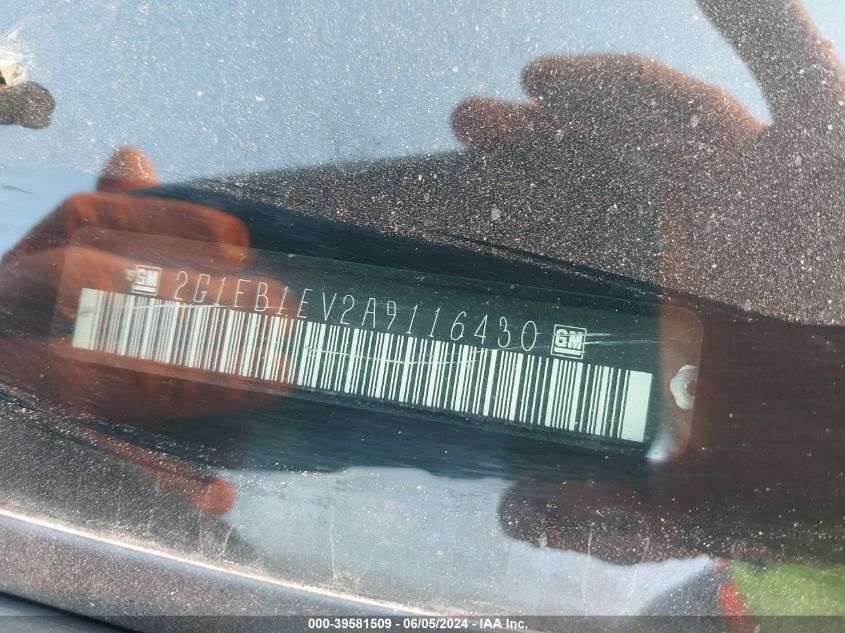 GM 2G1FB1EV2A9116430 GM
000-39581509 - 06/05/2024 - IAA Inc.